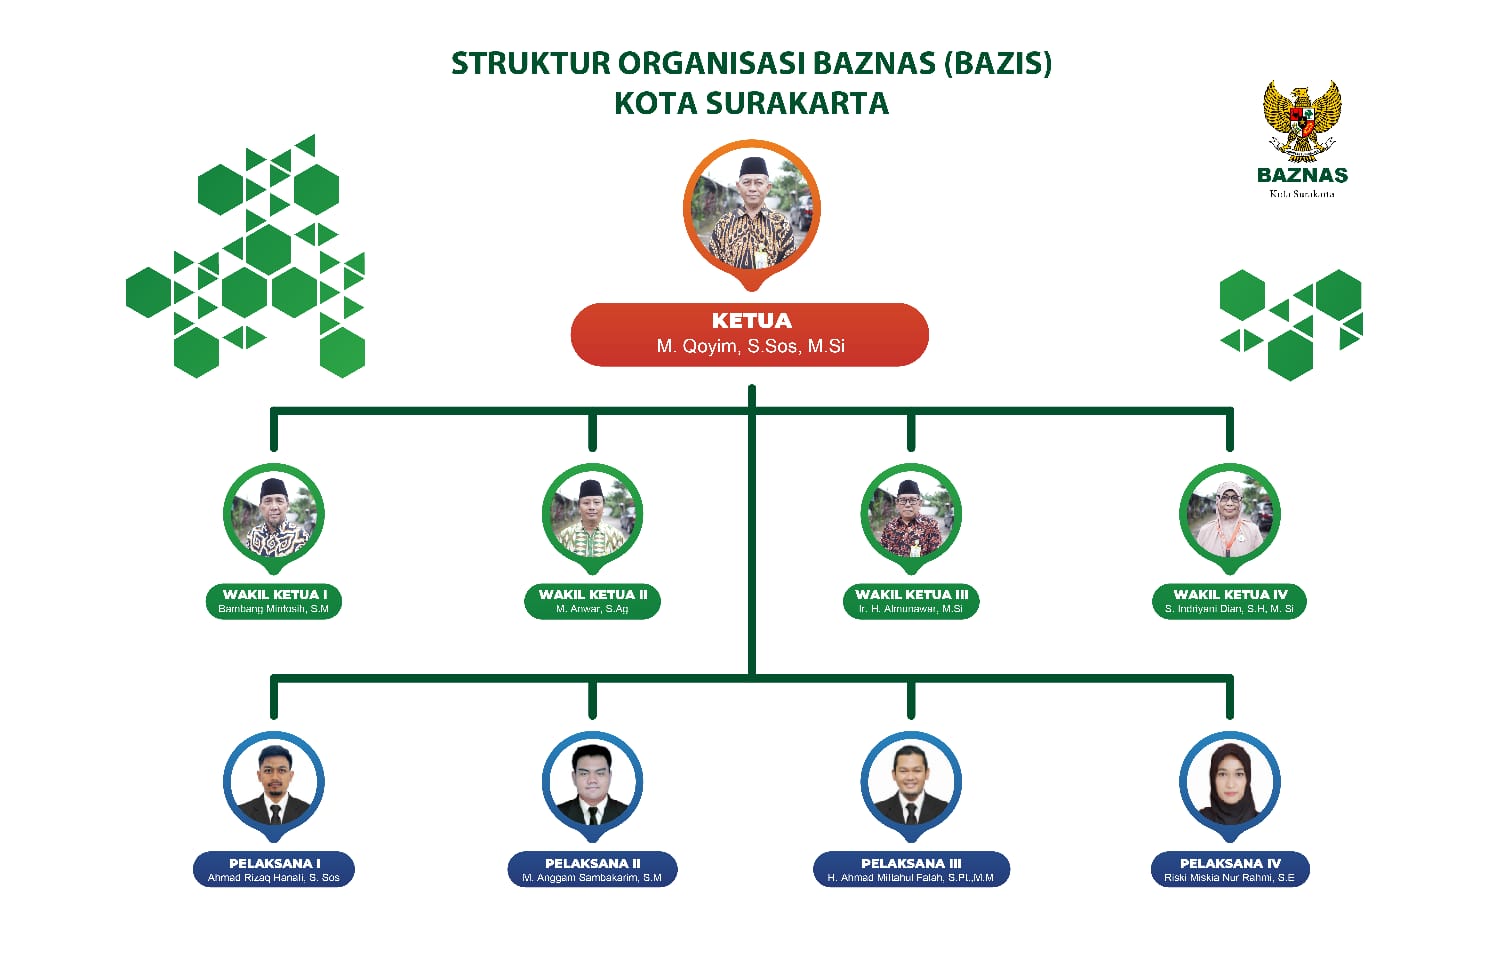 STRUKTUR ORGANISASI BAZNAS (BAZIS)
KOTA SURAKARTA
BAZNAS
Kota Surakarta
KETUA
M. Qoyim, S.Sos, M.Si
WAKIL KETUA I
Bambang Mintosih, S.M
WAKIL KETUA II
M. Anwar, S.Ag
WAKIL KETUA III
Ir. H. Almunawar, M.Si
WAKIL KETUA IV
S. Indriyani Dian, S.H, M. Si
PELAKSANA I
Ahmad Rizaq Hanali, S. Sos
PELAKSANA II
M. Anggam Sambakarim, S.M
PELAKSANA III
H. Ahmad Miftahul Falah, S.PI.,M.M
PELAKSANA IV
Riski Miskia Nur Rahmi, S.E